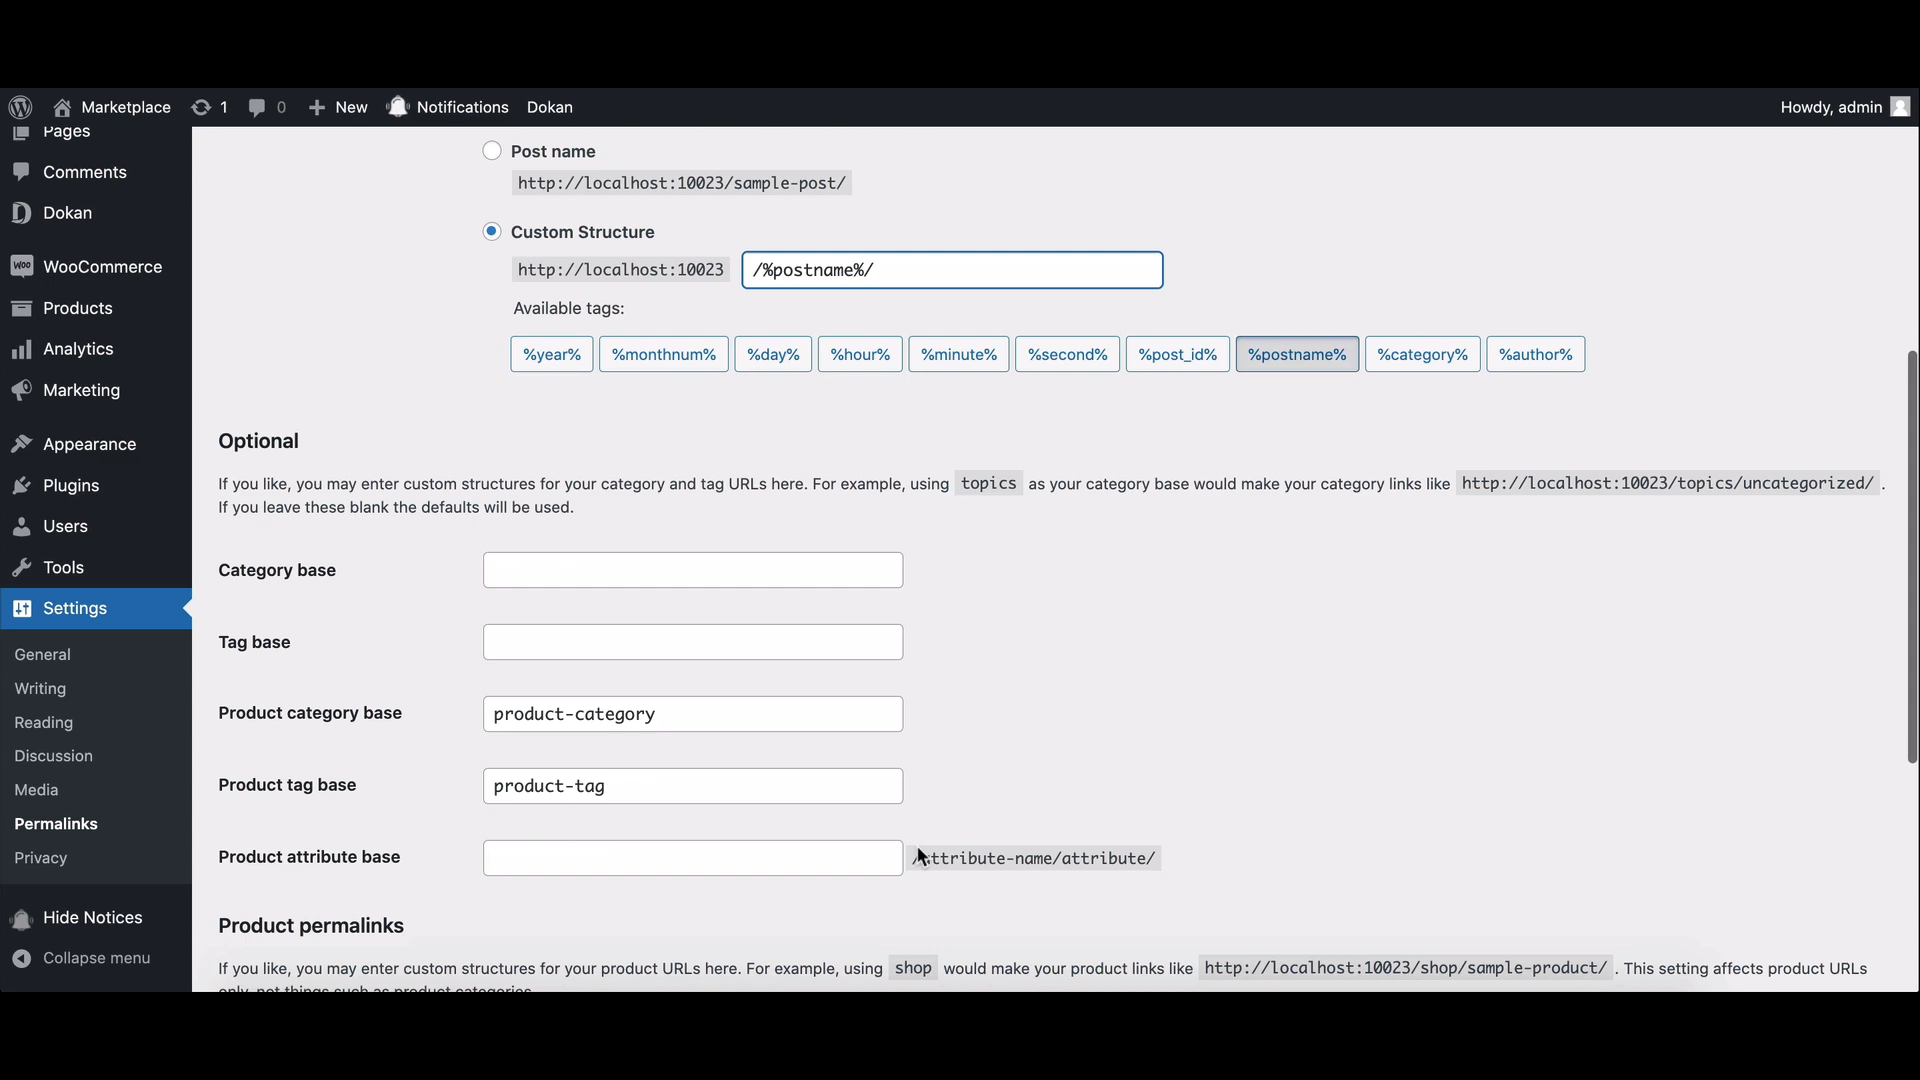 Marketplace 1 0 New Notifications Dokan Howdy, admin
Pages
Comments
Dokan
WooCommerce
Products
Analytics
Marketing
Appearance
Plugins
Users
Tools
Settings
General
Writing
Reading
Discussion
Media
Permalinks
Privacy
Hide Notices
Collapse menu
Post name
http://localhost:10023/sample-post/
Custom Structure
http://localhost:10023 /%postname%/
Available tags:
%year% %monthnum% %day% %hour% %minute% %second% %post_id% %postname% %category% %author%
Optional
If you like, you may enter custom structures for your category and tag URLs here. For example, using topics as your category base would make your category links like http://localhost:10023/topics/uncategorized/ .
If you leave these blank the defaults will be used.
Category base
Tag base
Product category base product-category
Product tag base product-tag
Product attribute base /attribute-name/attribute/
Product permalinks
If you like, you may enter custom structures for your product URLs here. For example, using shop would make your product links like http://localhost:10023/shop/sample-product/ . This setting affects product URLs
only, not things such as product categories.